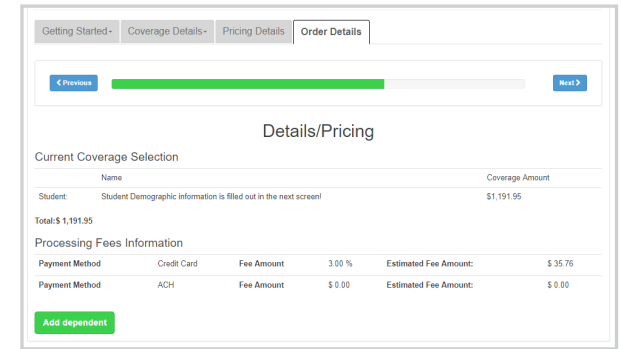 Getting Started- Coverage Details- Pricing Details Order Details
Previous Next
Details/Pricing
Current Coverage Selection
Name Coverage Amount
Student: Student Demographic information is filled out in the next screen! $1,191.95
Total:$ 1,191.95
Processing Fees Information
Payment Method Credit Card Fee Amount 3.00 % Estimated Fee Amount: $ 35.76
Payment Method ACH Fee Amount $ 0.00 Estimated Fee Amount: $ 0.00
Add dependent